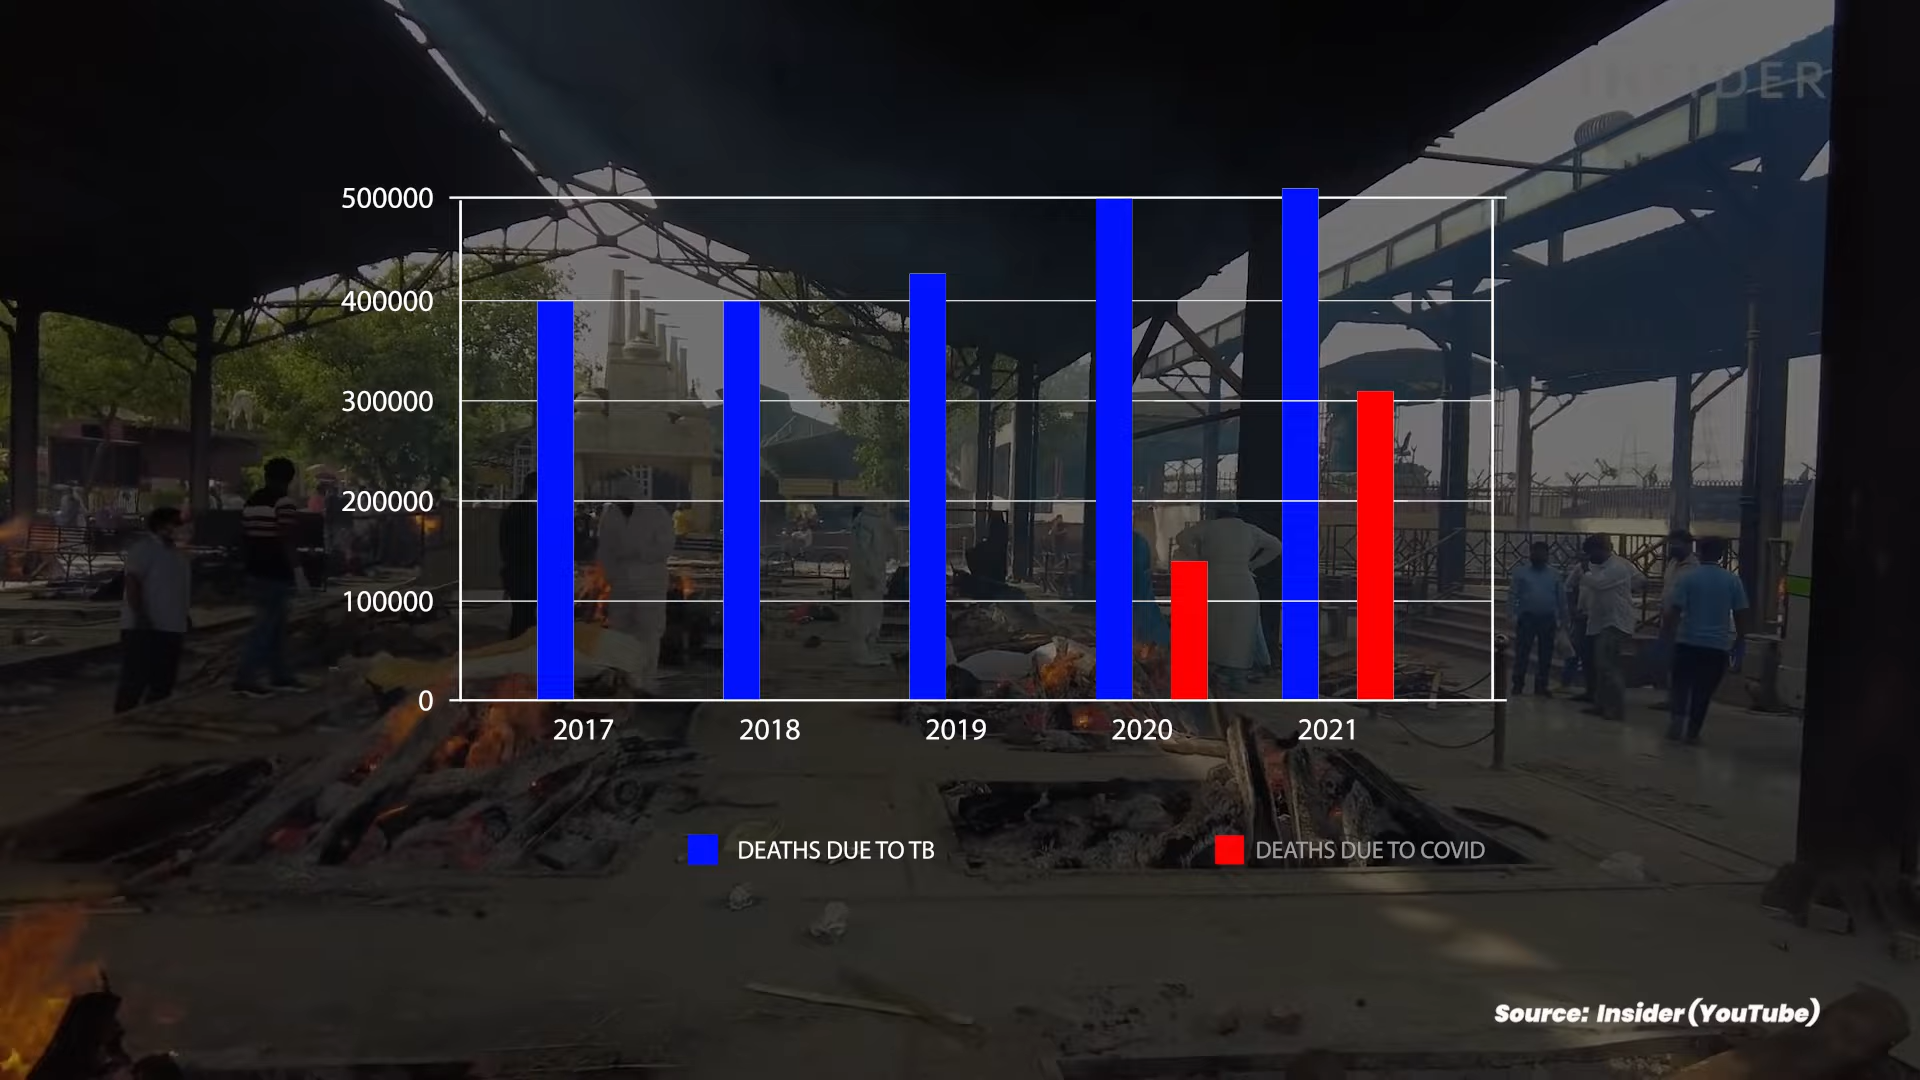 INSIDER
500000
400000
300000
200000
100000
0
2017 2018 2019 2020 2021
DEATHS DUE TO TB DEATHS DUE TO COVID
Source: Insider (YouTube)